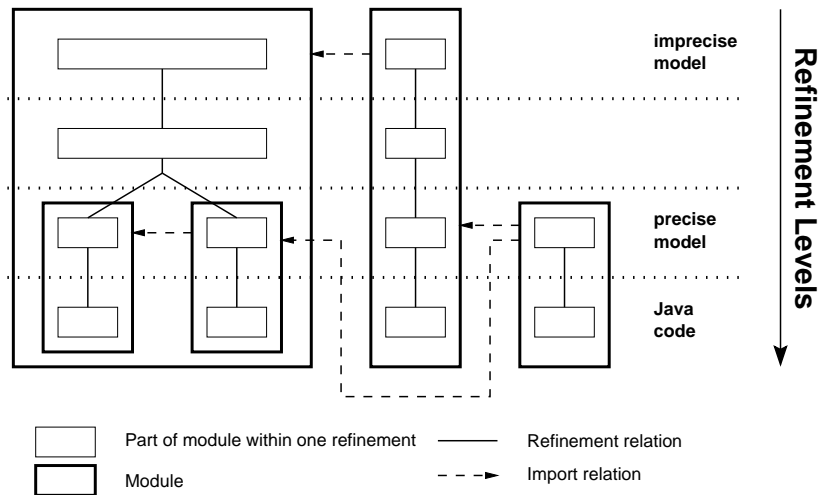 imprecise
model
precise
model
Java
code
Refinement Levels
Part of module within one refinement
Refinement relation
Module
Import relation